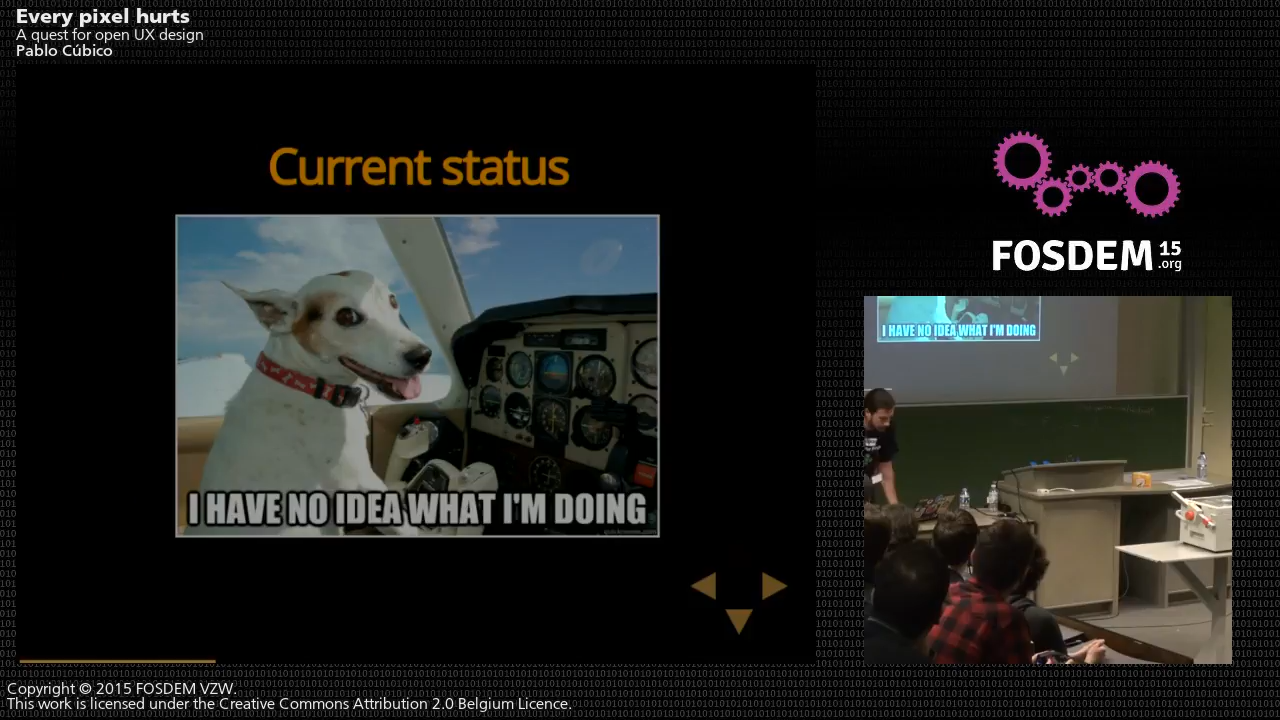 Every pixel hurts
A quest for open UX design
Pablo Cúbico
Current status
I HAVE NO IDEA WHAT I'M DOING
FOSDEM 15
.org
I HAVE NO IDEA WHAT I'M DOING
Copyright © 2015 FOSDEM VZW.
This work is licensed under the Creative Commons Attribution 2.0 Belgium Licence.